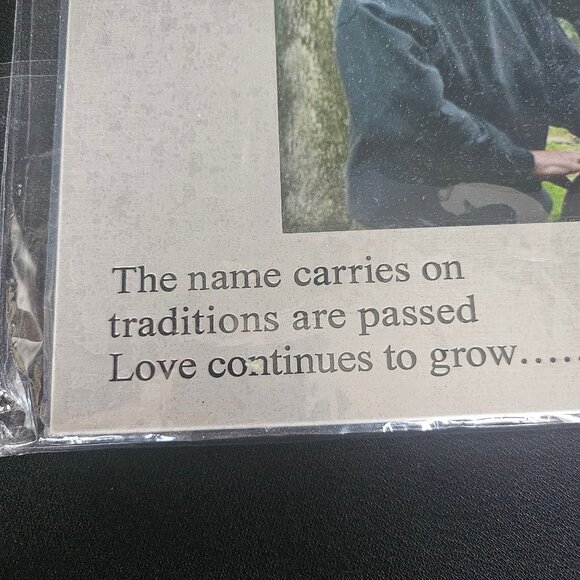 The name carries on
traditions are passed
Love continues to grow.....